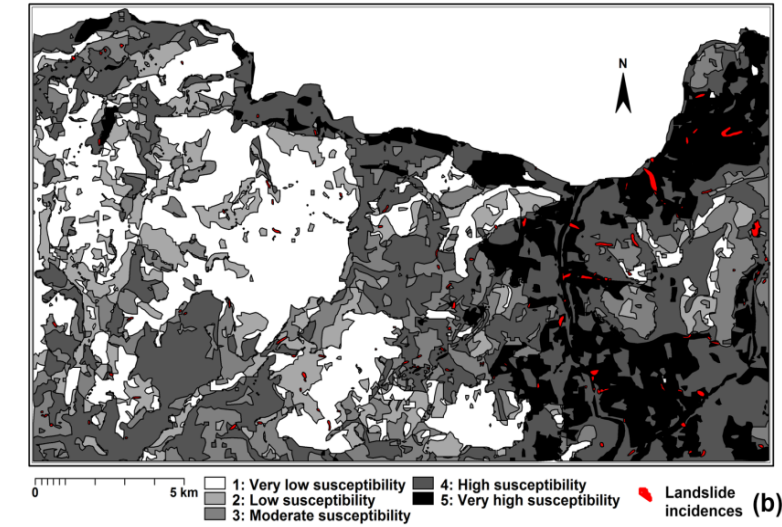 N
0
5 km
1: Very low susceptibility
2: Low susceptibility
3: Moderate susceptibility
4: High susceptibility
5: Very high susceptibility
Landslide
incidences
(b)